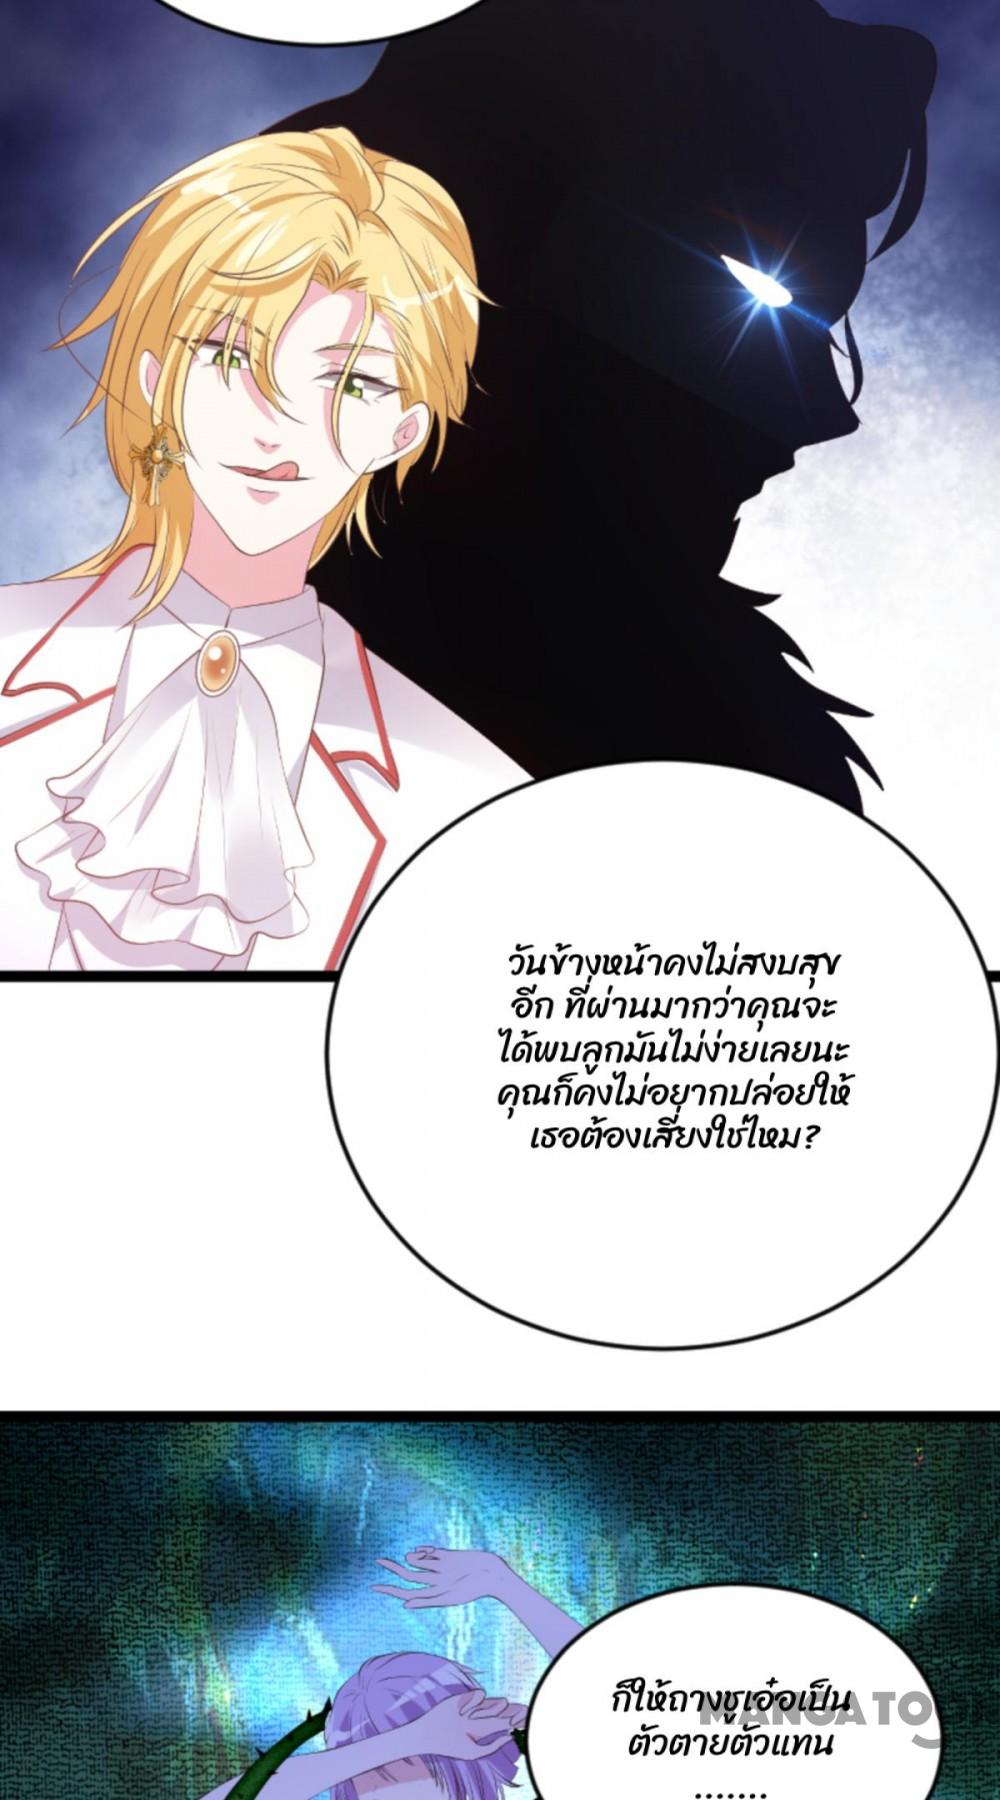 วันข้างหน้าคงไม่สงบสุข
อีก ที่ผ่านมากว่าคุณจะ
ได้พบลูกมันไม่ง่ายเลยนะ
คุณก็คงไม่อยากปล่อยให้
เธอต้องเสี่ยงใช่ไหม?
ก็ให้ถางชูเอ๋อเป็น
ตัวตายตัวแทน
.......
MANGATO